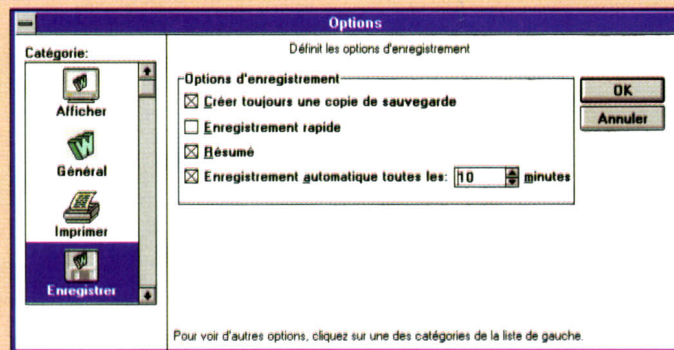 Options
Catégorie:
Afficher
Général
Imprimer
Enregistrer
Définit les options d'enregistrement
Options d'enregistrement
Créer toujours une copie de sauvegarde
Enregistrement rapide
Résumé
Enregistrement automatique toutes les: 10 minutes
OK
Annuler
Pour voir d'autres options, cliquez sur une des catégories de la liste de gauche.